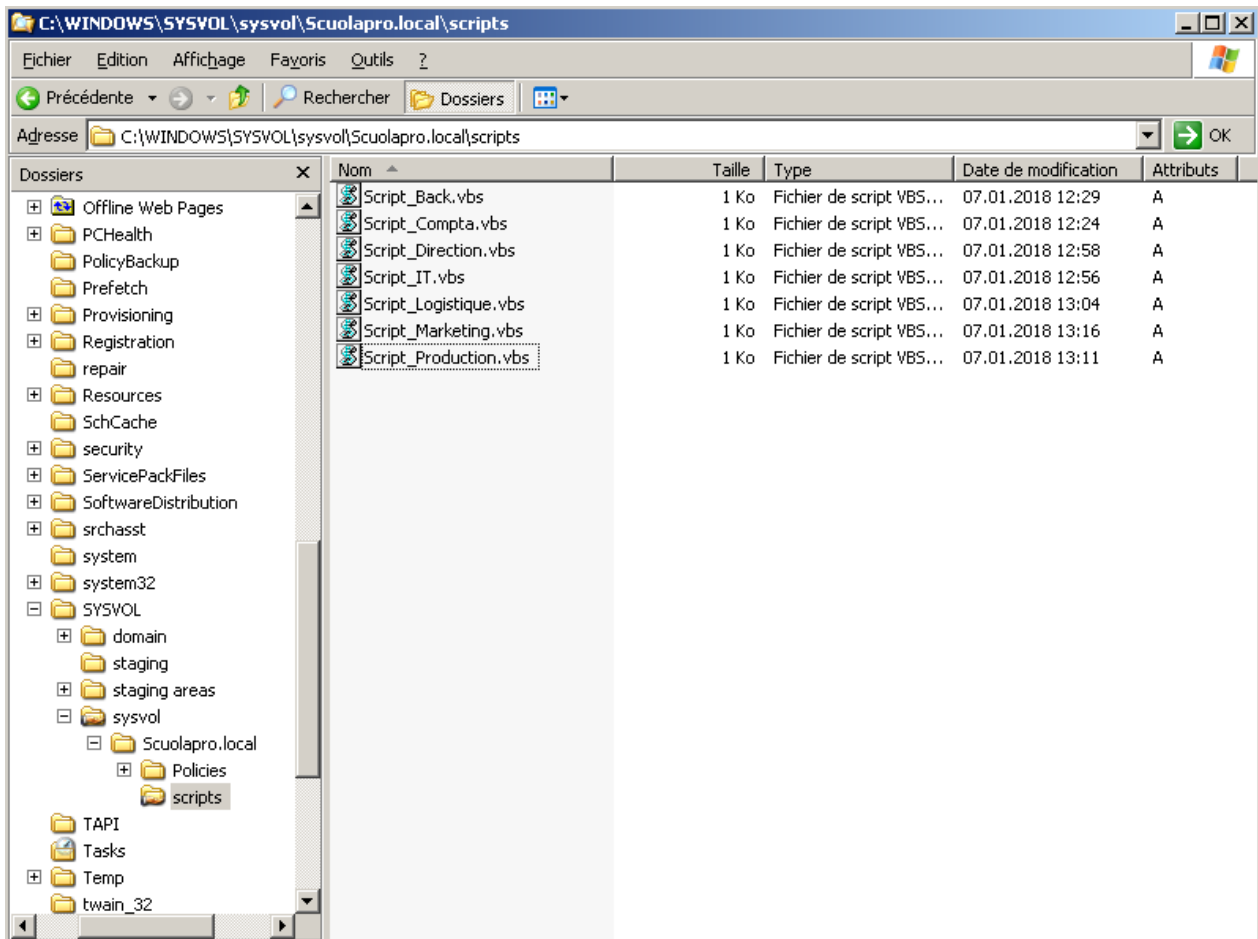 C:\WINDOWS\SYSVOL\sysvol\Scuolapro.local\scripts
Fichier Edition Affichage Favoris Outils ?
Précédente Rechercher Dossiers
Adresse C:\WINDOWS\SYSVOL\sysvol\Scuolapro.local\scripts OK
Dossiers
Offline Web Pages
PCHealth
PolicyBackup
Prefetch
Provisioning
Registration
repair
Resources
SchCache
security
ServicePackFiles
SoftwareDistribution
srchasst
system
system32
SYSVOL
domain
staging
staging areas
sysvol
Scuolapro.local
Policies
scripts
TAPI
Tasks
Temp
twain_32
Nom Taille Type Date de modification Attributs
Script_Back.vbs 1 Ko Fichier de script VBS... 07.01.2018 12:29 A
Script_Compta.vbs 1 Ko Fichier de script VBS... 07.01.2018 12:24 A
Script_Direction.vbs 1 Ko Fichier de script VBS... 07.01.2018 12:58 A
Script_IT.vbs 1 Ko Fichier de script VBS... 07.01.2018 12:56 A
Script_Logistique.vbs 1 Ko Fichier de script VBS... 07.01.2018 13:04 A
Script_Marketing.vbs 1 Ko Fichier de script VBS... 07.01.2018 13:16 A
Script_Production.vbs 1 Ko Fichier de script VBS... 07.01.2018 13:11 A